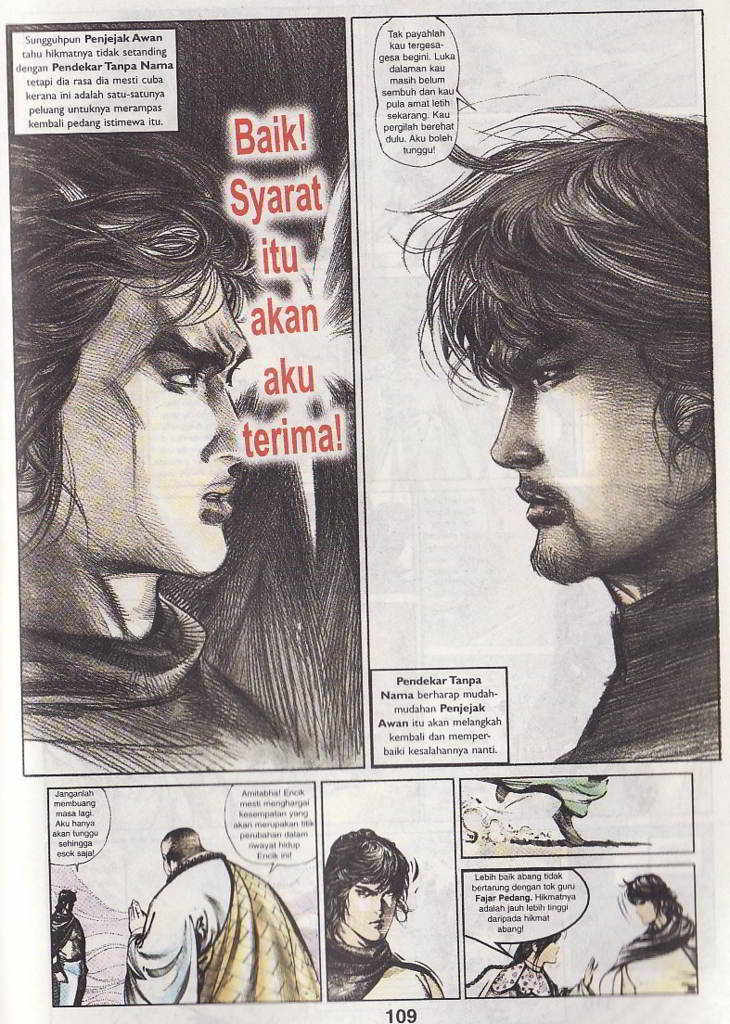 Sungguhpun Penjejak Awan
tahu hikmatnya tidak setanding
dengan Pendekar Tanpa Nama
tetapi dia rasa dia mesti cuba
kerana ini adalah satu-satunya
peluang untuknya merampas
kembali pedang istimewa itu.
Baik!
Syarat
itu
akan
aku
terima!
Tak payahlah
kau tergesa-
gesa begini. Luka
dalaman kau
masih belum
sembuh dan kau
pula amat letih
sekarang. Kau
pergilah berehat
dulu. Aku boleh
tunggu!
Pendekar Tanpa
Nama berharap mudah-
mudahan Penjejak
Awan itu akan melangkah
kembali dan memper-
baiki kesalahannya nanti.
Janganlah
membuang
masa lagi.
Aku hanya
akan tunggu
sehingga
esok saja!
Amitabha! Encik
mesti menghargai
kesempatan yang
akan merupakan titik
perubahan dalam
riwayat hidup
Encik ini!
Lebih baik abang tidak
bertarung dengan tok guru
Fajar Pedang. Hikmatnya
adalah jauh lebih tinggi
daripada hikmat
abang!
109